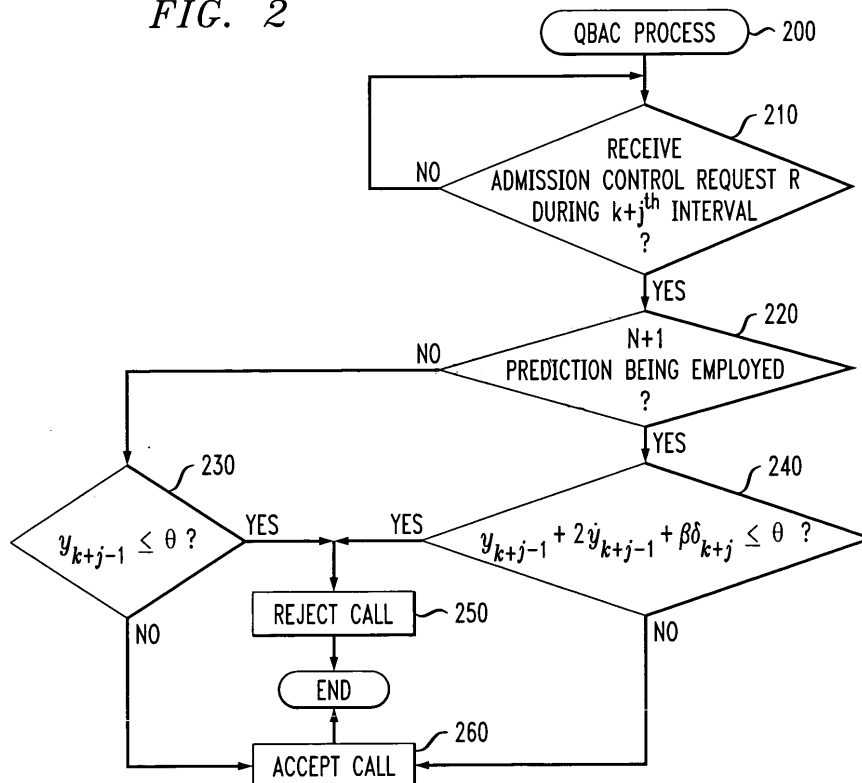 FIG. 2
QBAC PROCESS
200
210
RECEIVE
ADMISSION CONTROL REQUEST R
DURING k+jth INTERVAL
?
NO
YES
220
N+1
PREDICTION BEING EMPLOYED
?
NO
YES
230
y_{k+j-1} ≤ θ ?
YES
NO
240
y_{k+j-1} + 2ẏ_{k+j-1} + βδ_{k+j} ≤ θ ?
YES
NO
REJECT CALL
250
END
260
ACCEPT CALL